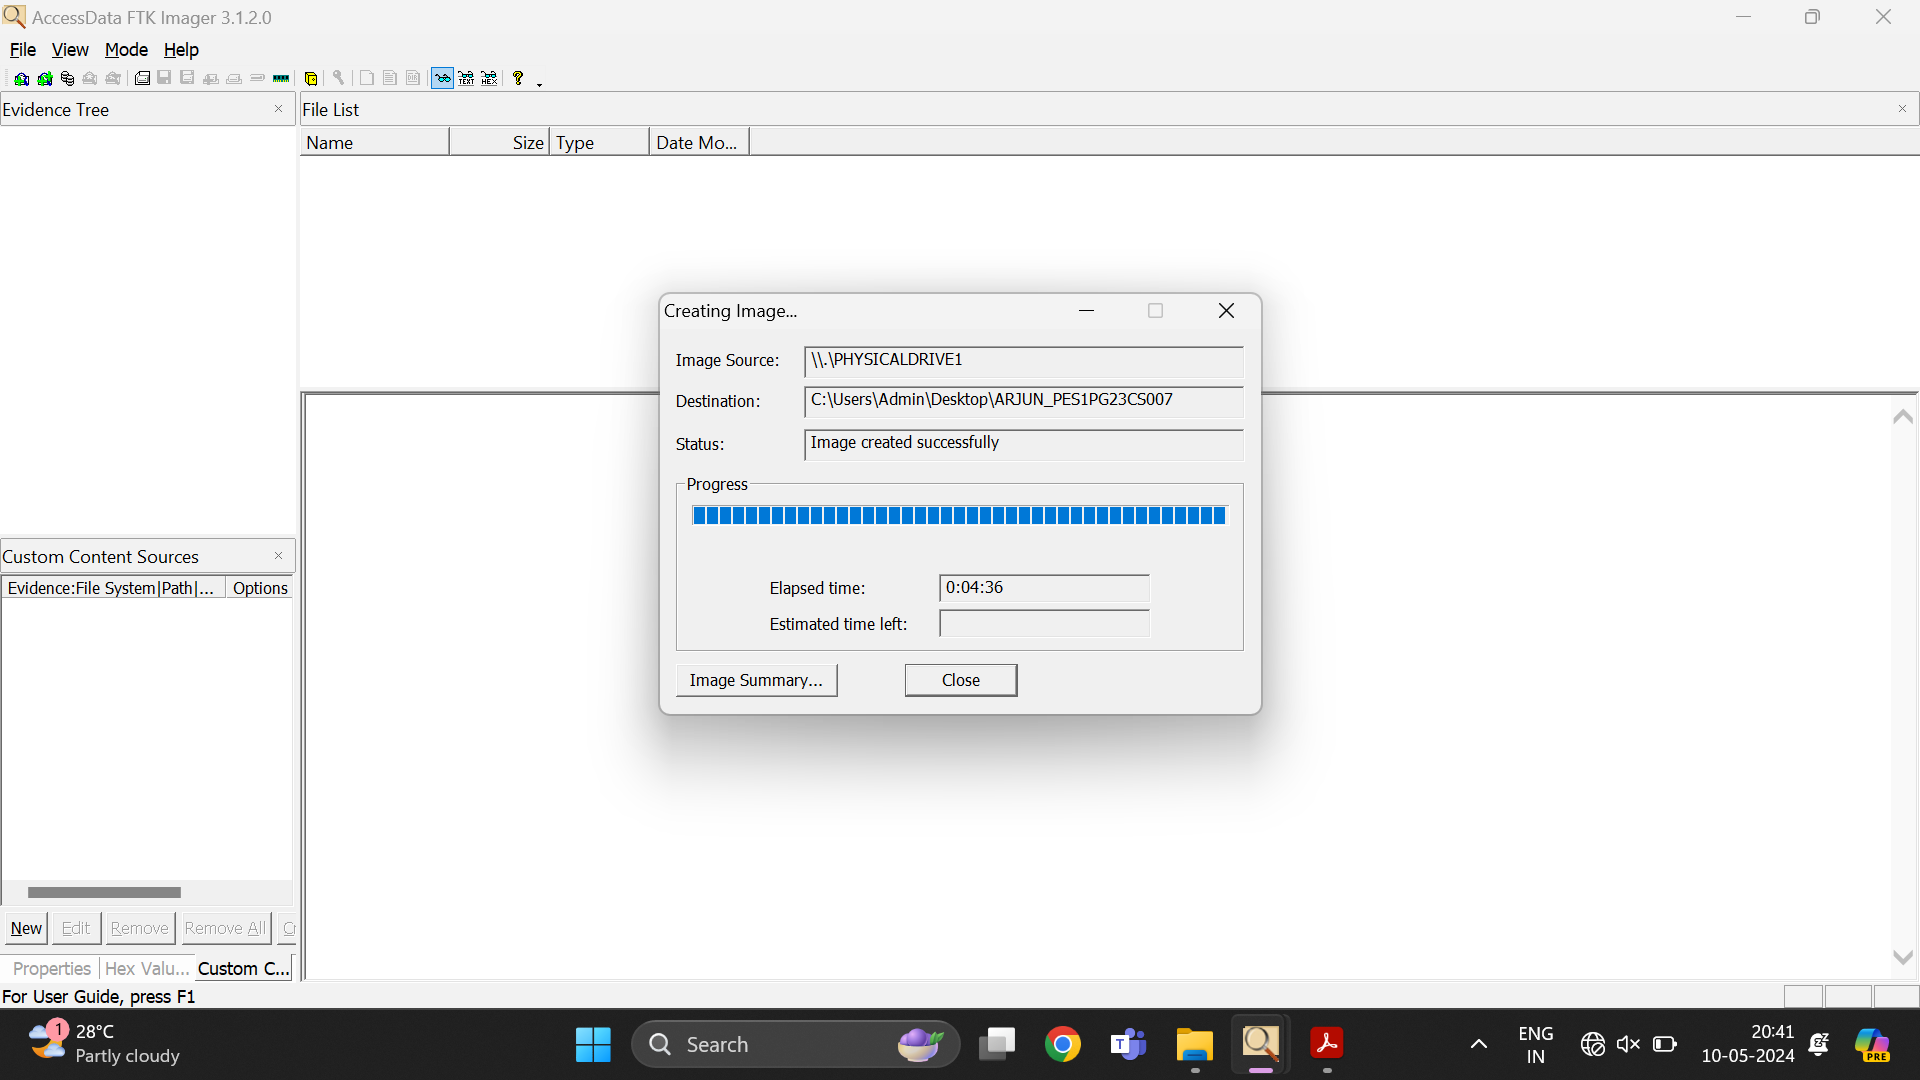 AccessData FTK Imager 3.1.2.0
File View Mode Help
TEXT HEX ?
Evidence Tree
File List
Name Size Type Date Mo...
Creating Image...
Image Source: \\.\PHYSICALDRIVE1
Destination: C:\Users\Admin\Desktop\ARJUN_PES1PG23CS007
Status: Image created successfully
Progress
Elapsed time: 0:04:36
Estimated time left:
Image Summary... Close
Custom Content Sources
Evidence:File System|Path|... Options
New Edit Remove Remove All Cr
Properties Hex Valu... Custom C...
For User Guide, press F1
1 28°C
Partly cloudy
Search
T
ENG
IN
20:41
10-05-2024
PRE